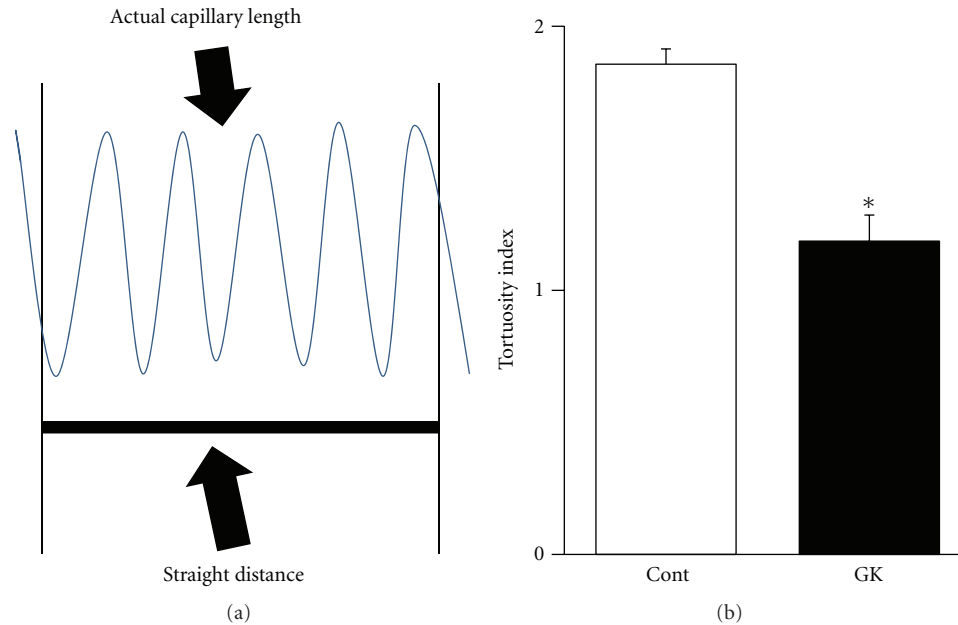 Actual capillary length
Straight distance
(a)
Tortuosity index
2
1
0
*
Cont
GK
(b)